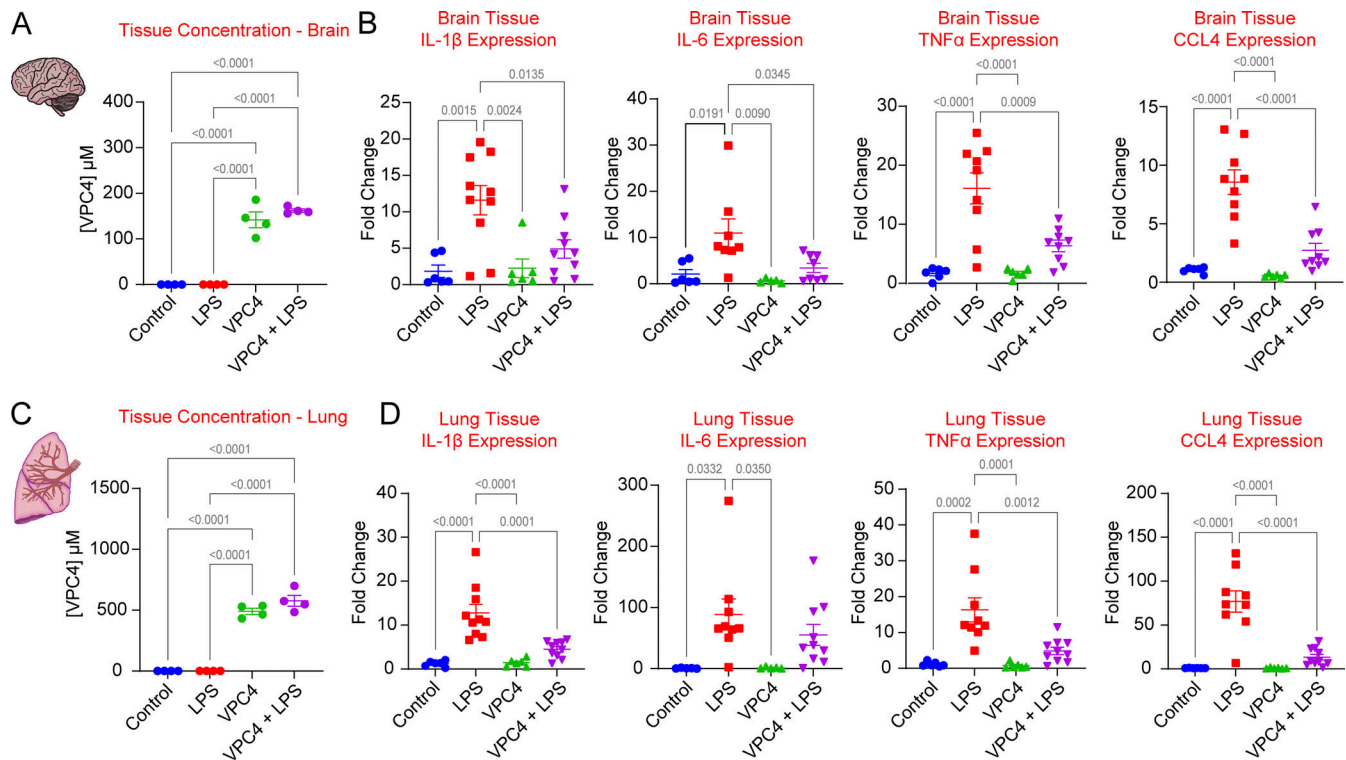 A
Tissue Concentration - Brain
<0.0001
<0.0001
<0.0001
<0.0001
400
300
200
100
0
[VPC4] µM
Control
LPS
VPC4
VPC4 + LPS
B
Brain Tissue
IL-1β Expression
0.0135
0.0015
0.0024
25
20
15
10
5
0
Fold Change
Control
LPS
VPC4
VPC4 + LPS
Brain Tissue
IL-6 Expression
0.0345
0.0191
0.0090
40
30
20
10
0
Fold Change
Control
LPS
VPC4
VPC4 + LPS
Brain Tissue
TNFα Expression
<0.0001
<0.0001
0.0009
30
20
10
0
Fold Change
Control
LPS
VPC4
VPC4 + LPS
Brain Tissue
CCL4 Expression
<0.0001
<0.0001
<0.0001
15
10
5
0
Fold Change
Control
LPS
VPC4
VPC4 + LPS
C
Tissue Concentration - Lung
<0.0001
<0.0001
<0.0001
<0.0001
1500
1000
500
0
[VPC4] µM
Control
LPS
VPC4
VPC4 + LPS
D
Lung Tissue
IL-1β Expression
<0.0001
<0.0001
0.0001
40
30
20
10
0
Fold Change
Control
LPS
VPC4
VPC4 + LPS
Lung Tissue
IL-6 Expression
0.0332
0.0350
300
200
100
0
Fold Change
Control
LPS
VPC4
VPC4 + LPS
Lung Tissue
TNFα Expression
0.0001
0.0002
0.0012
50
40
30
20
10
0
Fold Change
Control
LPS
VPC4
VPC4 + LPS
Lung Tissue
CCL4 Expression
<0.0001
<0.0001
<0.0001
200
150
100
50
0
Fold Change
Control
LPS
VPC4
VPC4 + LPS